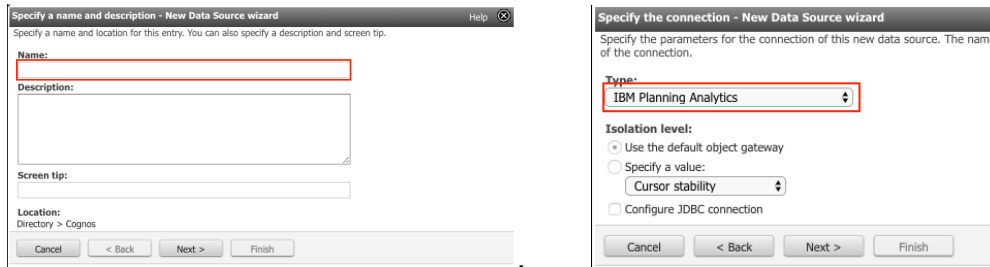 Specify a name and description - New Data Source wizard
Help
Specify a name and location for this entry. You can also specify a description and screen tip.
Name:
Description:
Screen tip:
Location:
Directory > Cognos
Cancel
< Back
Next >
Finish
Specify the connection - New Data Source wizard
Specify the parameters for the connection of this new data source. The nam
of the connection.
Type:
IBM Planning Analytics
Isolation level:
Use the default object gateway
Specify a value:
Cursor stability
Configure JDBC connection
Cancel
< Back
Next >
Finish